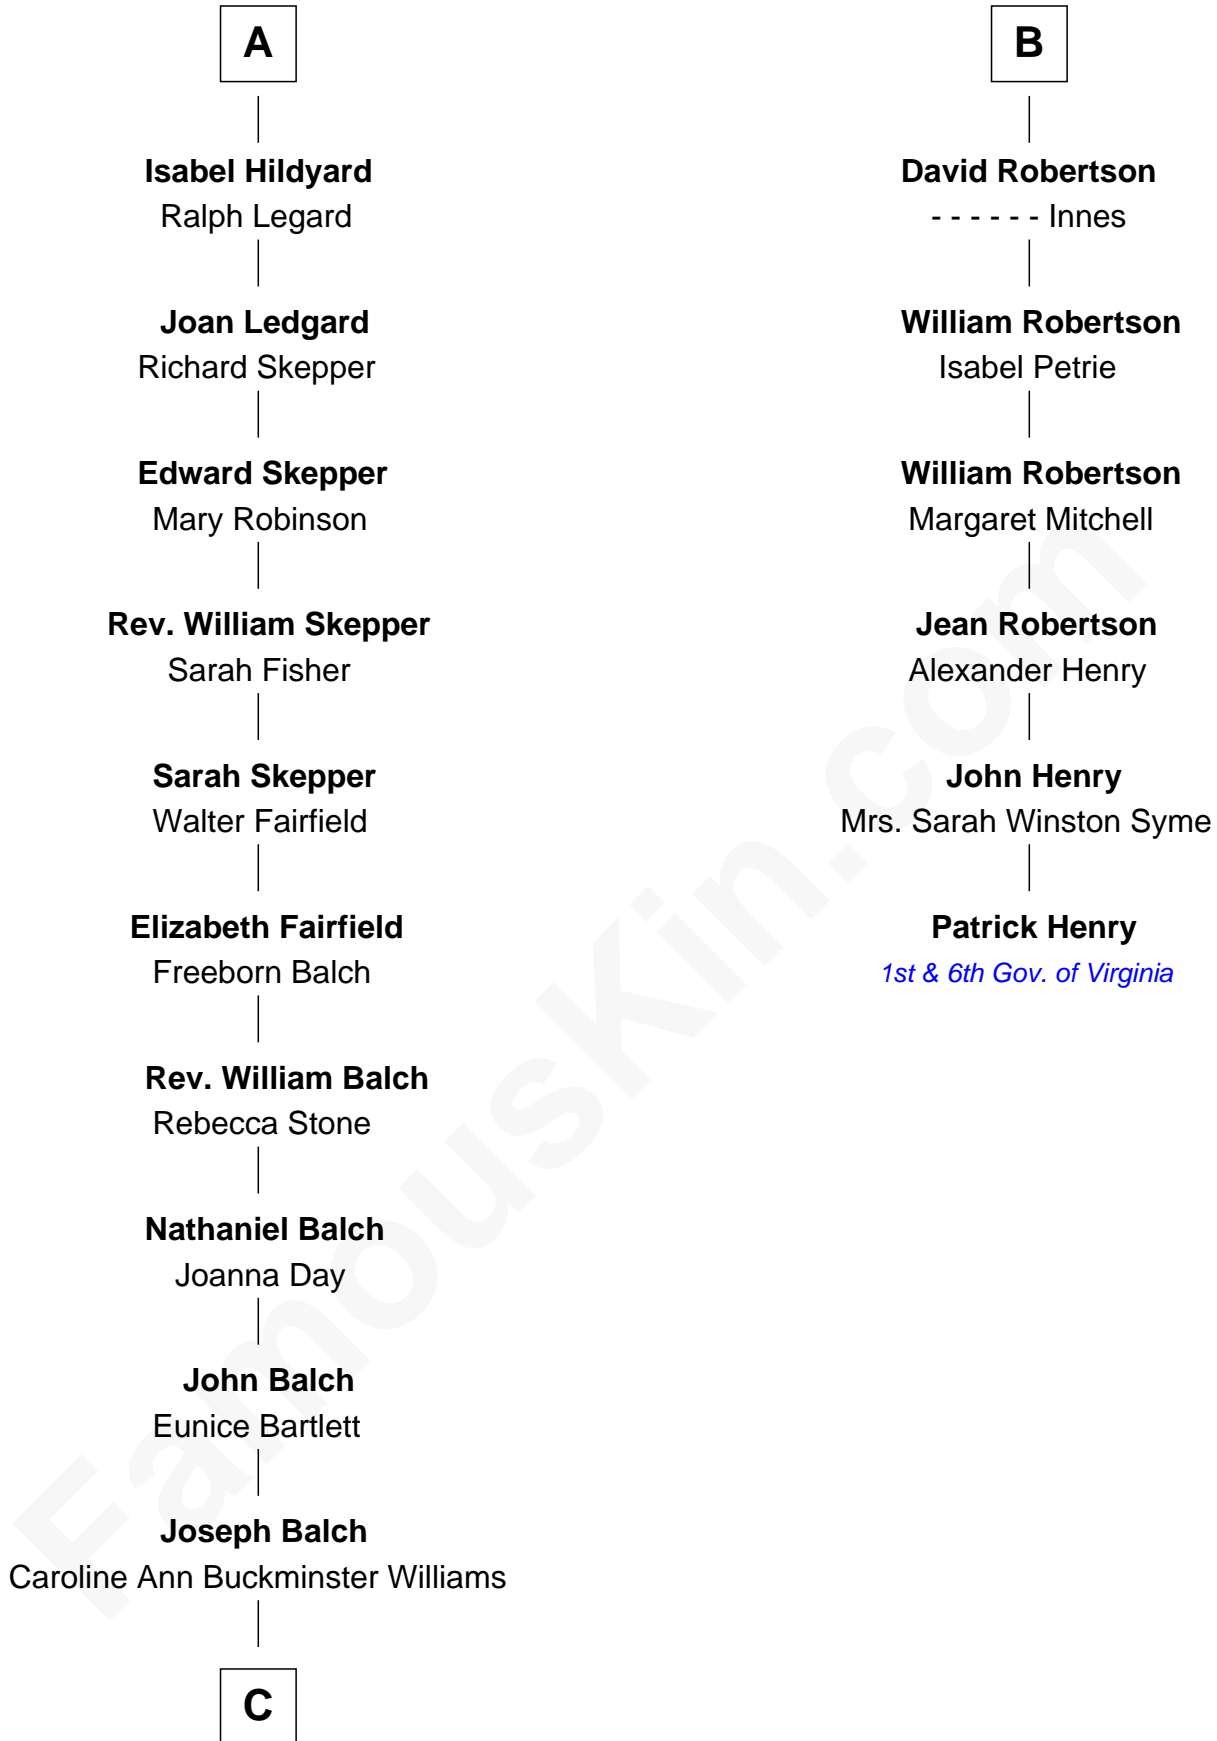 A
Isabel Hildyard
Ralph Legard
Joan Ledgard
Richard Skepper
Edward Skepper
Mary Robinson
Rev. William Skepper
Sarah Fisher
Sarah Skepper
Walter Fairfield
Elizabeth Fairfield
Freeborn Balch
Rev. William Balch
Rebecca Stone
Nathaniel Balch
Joanna Day
John Balch
Eunice Bartlett
Joseph Balch
Caroline Ann Buckminster Williams
C
B
David Robertson
- - - - - - Innes
William Robertson
Isabel Petrie
William Robertson
Margaret Mitchell
Jean Robertson
Alexander Henry
John Henry
Mrs. Sarah Winston Syme
Patrick Henry
1st & 6th Gov. of Virginia
FamousKin.com